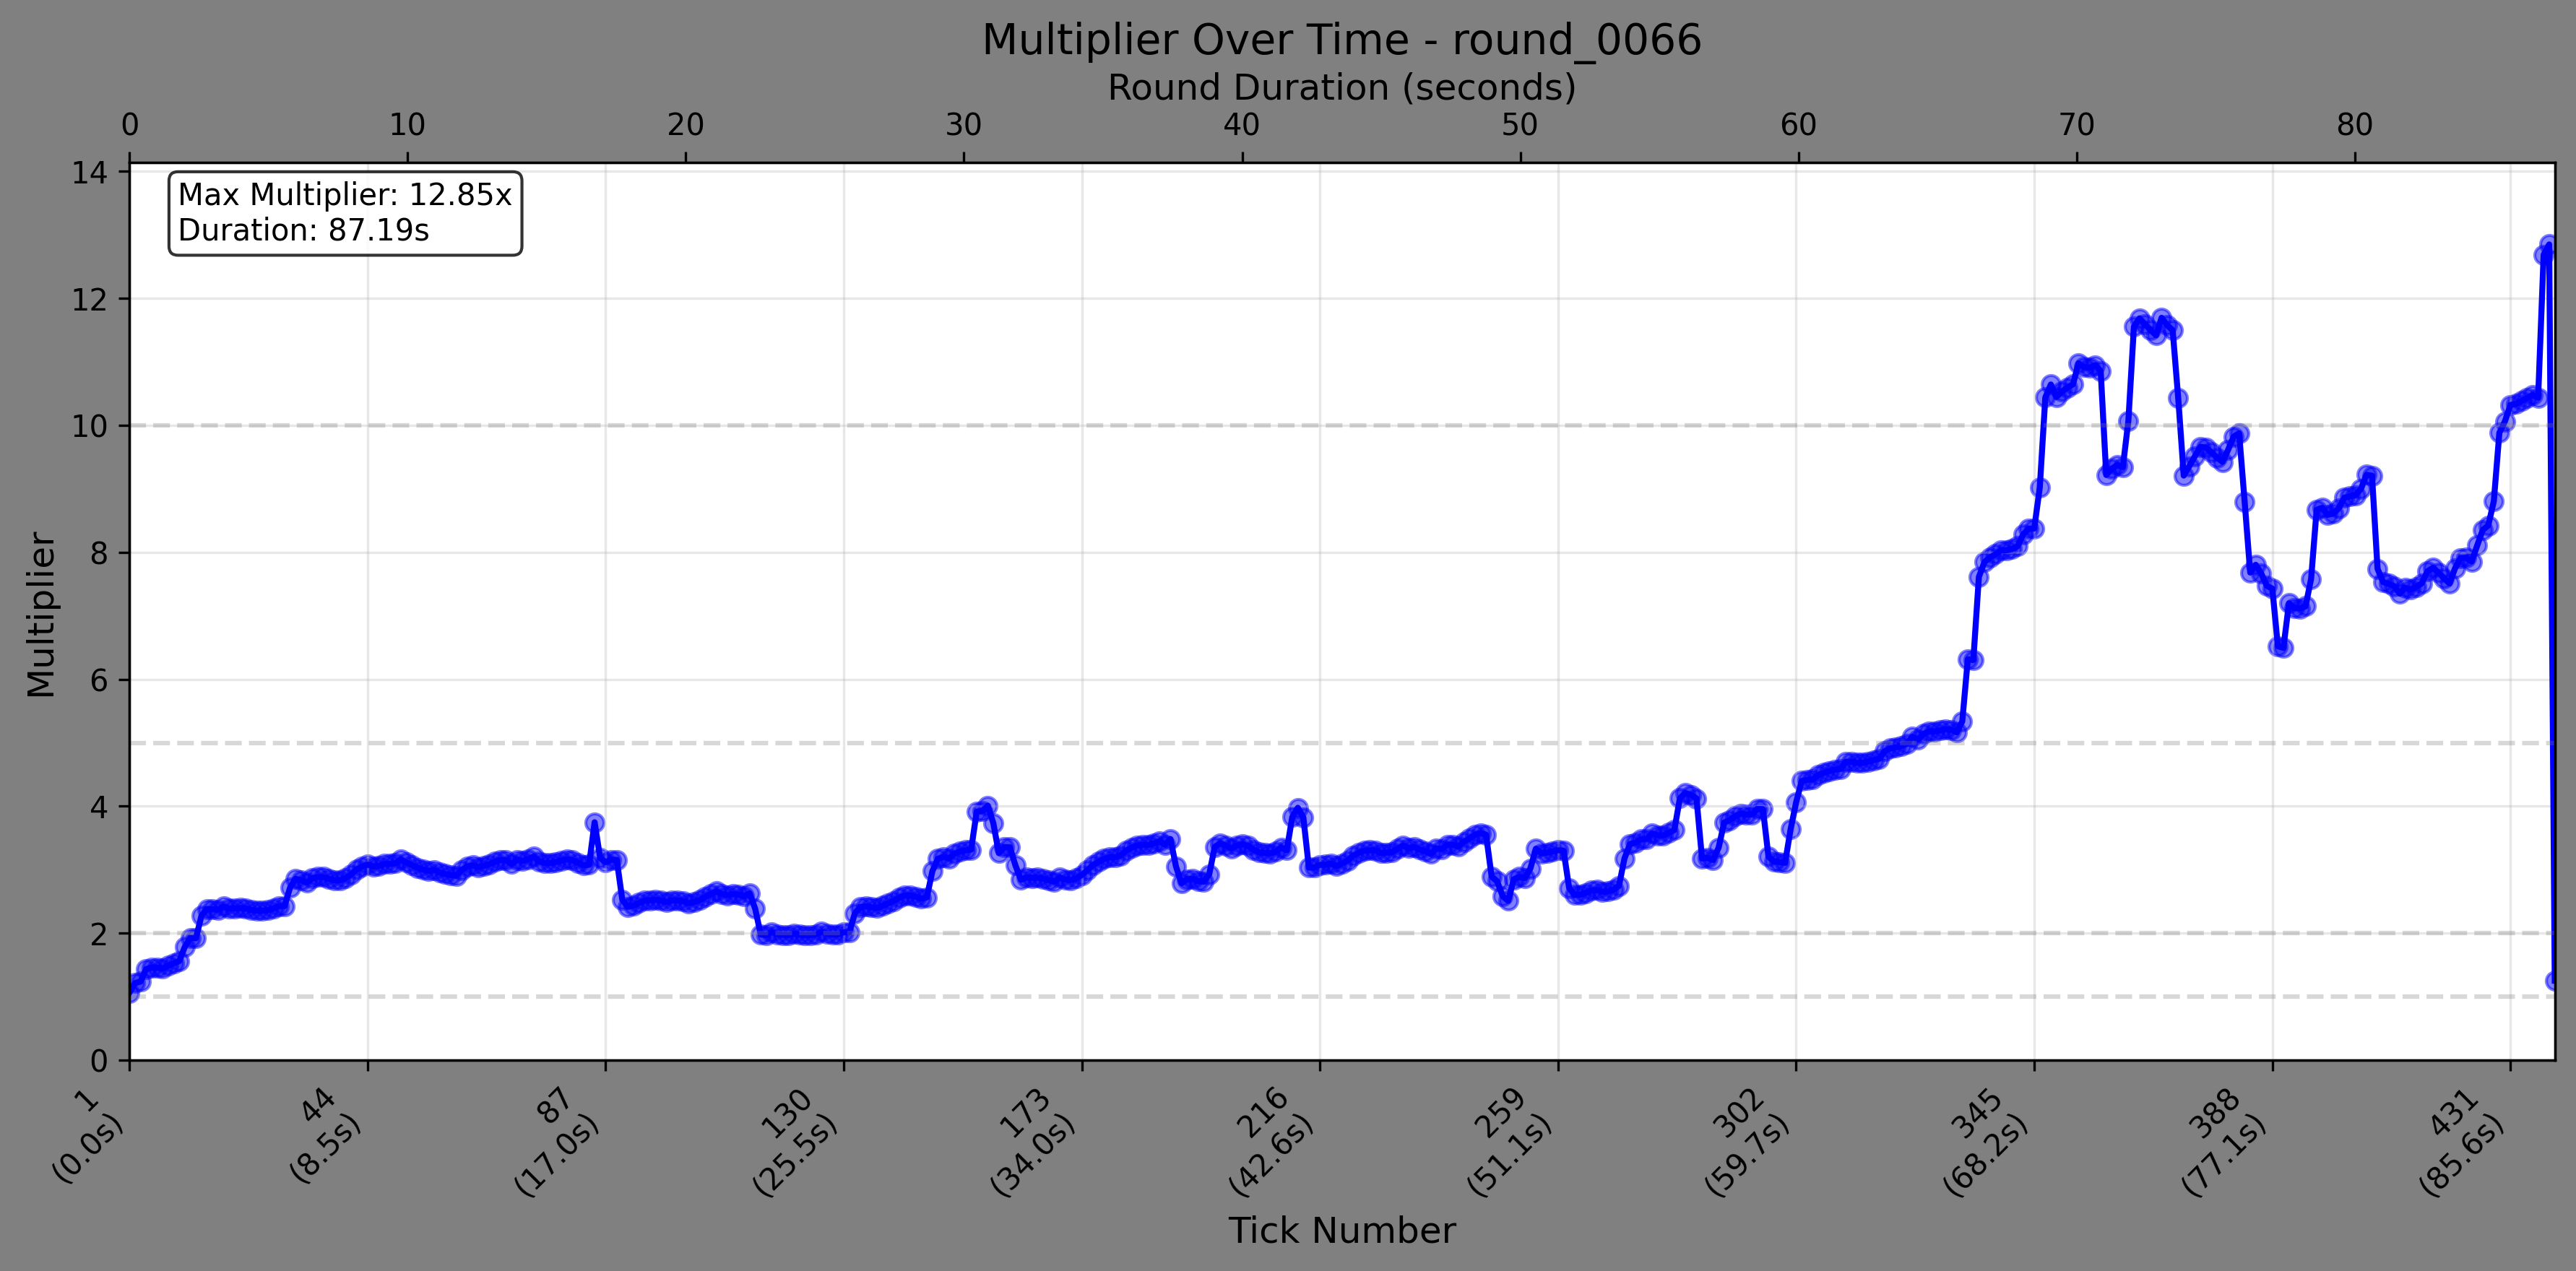 Multiplier Over Time - round_0066
Round Duration (seconds)
0 10 20 30 40 50 60 70 80
Max Multiplier: 12.85x
Duration: 87.19s
Multiplier
14
12
10
8
6
5
4
2
0
1
(0.0s)
44
(8.5s)
87
(17.0s)
130
(25.5s)
173
(34.0s)
216
(42.6s)
259
(51.1s)
302
(59.7s)
345
(68.2s)
388
(77.1s)
431
(85.6s)
Tick Number